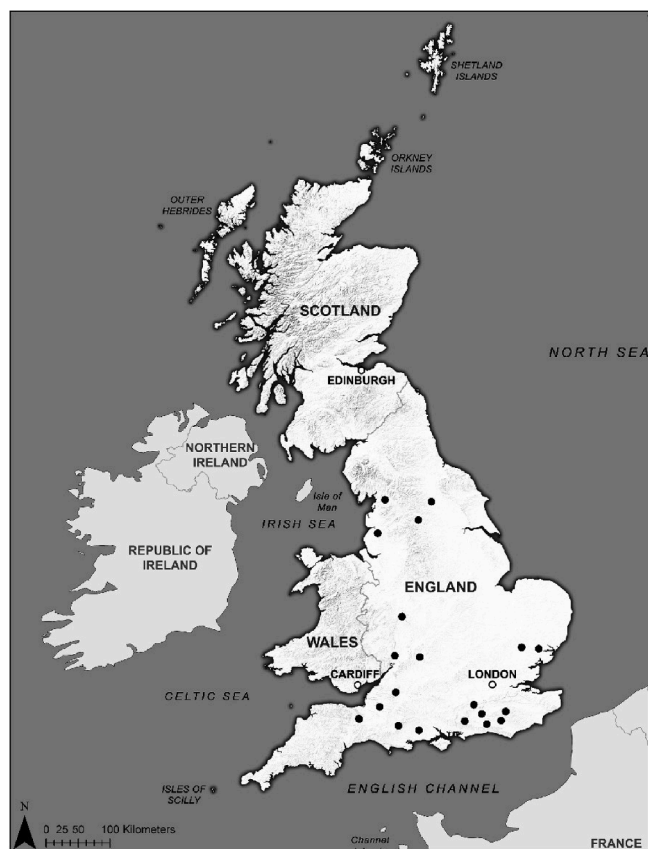 SHETLAND
ISLANDS
ORKNEY
ISLANDS
OUTER
HEBRIDES
SCOTLAND
NORTH SEA
EDINBURGH
NORTHERN
IRELAND
Isle of
Man
IRISH SEA
REPUBLIC OF
IRELAND
ENGLAND
WALES
CARDIFF
LONDON
CELTIC SEA
ISLES OF
SCILLY
ENGLISH CHANNEL
N
0 25 50 100 Kilometers
Channel
FRANCE